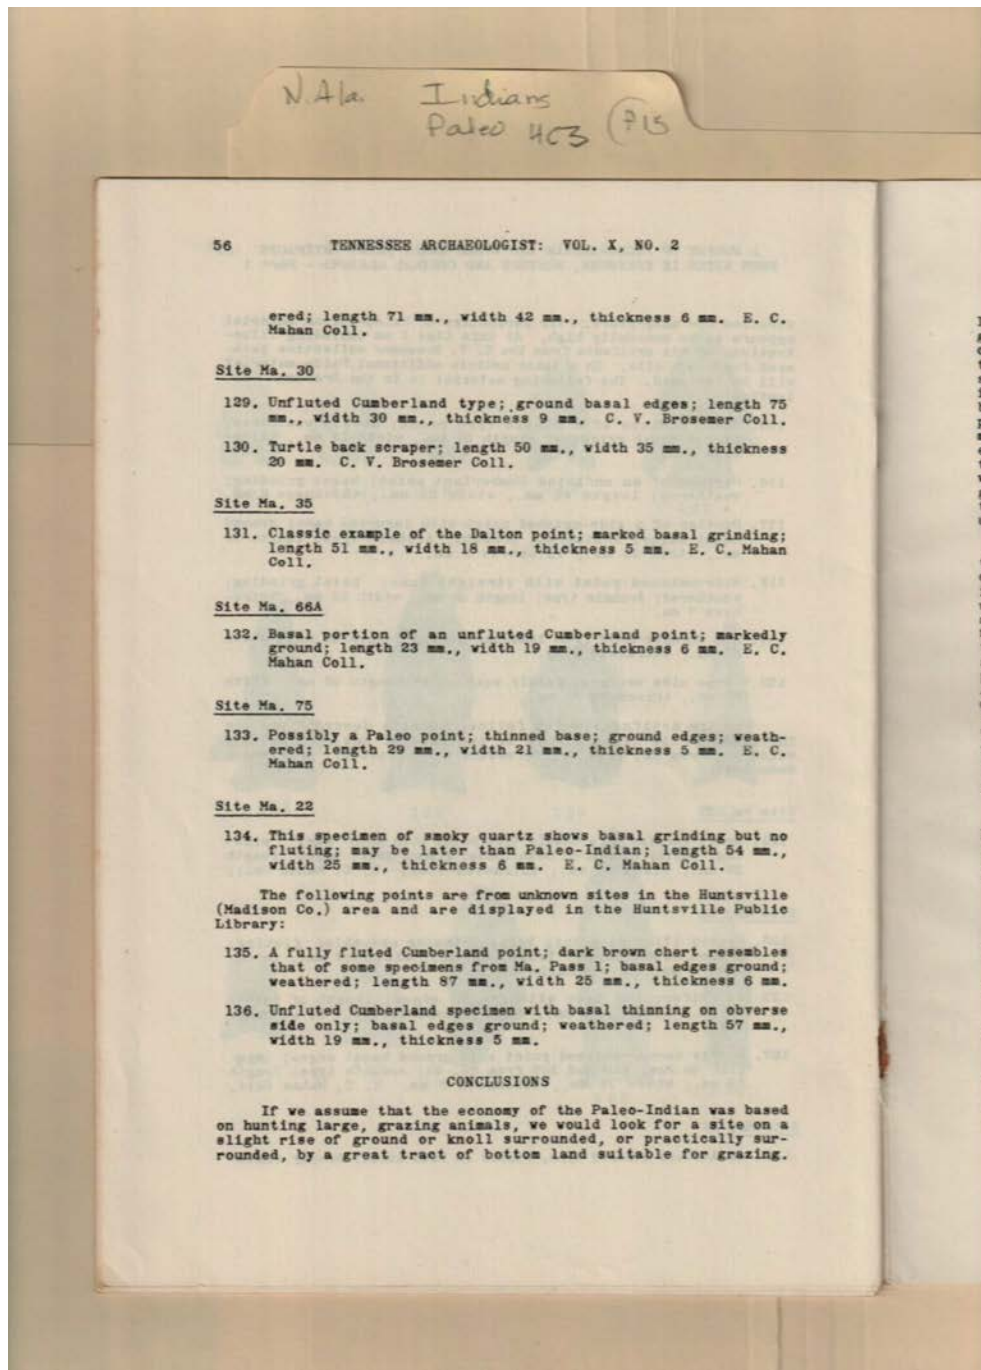 N. Ala. Indians
Paleo 4C3 P15
56 TENNESSEE ARCHAEOLOGIST: VOL. X, NO. 2
ered; length 71 mm., width 42 mm., thickness 6 mm. E. C.
Mahan Coll.
Site Ma. 30
129. Unfluted Cumberland type; ground basal edges; length 75
mm., width 30 mm., thickness 9 mm. C. V. Brosemer Coll.
130. Turtle back scraper; length 50 mm., width 35 mm., thickness
20 mm. C. V. Brosemer Coll.
Site Ma. 35
131. Classic example of the Dalton point; marked basal grinding;
length 51 mm., width 18 mm., thickness 5 mm. E. C. Mahan
Coll.
Site Ma. 66A
132. Basal portion of an unfluted Cumberland point; markedly
ground; length 23 mm., width 19 mm., thickness 6 mm. E. C.
Mahan Coll.
Site Ma. 75
133. Possibly a Paleo point; thinned base; ground edges; weath-
ered; length 29 mm., width 21 mm., thickness 5 mm. E. C.
Mahan Coll.
Site Ma. 22
134. This specimen of smoky quartz shows basal grinding but no
fluting; may be later than Paleo-Indian; length 54 mm.,
width 25 mm., thickness 6 mm. E. C. Mahan Coll.
The following points are from unknown sites in the Huntsville
(Madison Co.) area and are displayed in the Huntsville Public
Library:
135. A fully fluted Cumberland point; dark brown chert resembles
that of some specimens from Ma. Pass 1; basal edges ground;
weathered; length 87 mm., width 25 mm., thickness 6 mm.
136. Unfluted Cumberland specimen with basal thinning on obverse
side only; basal edges ground; weathered; length 57 mm.,
width 19 mm., thickness 5 mm.
CONCLUSIONS
If we assume that the economy of the Paleo-Indian was based
on hunting large, grazing animals, we would look for a site on a
slight rise of ground or knoll surrounded, or practically sur-
rounded, by a great tract of bottom land suitable for grazing.